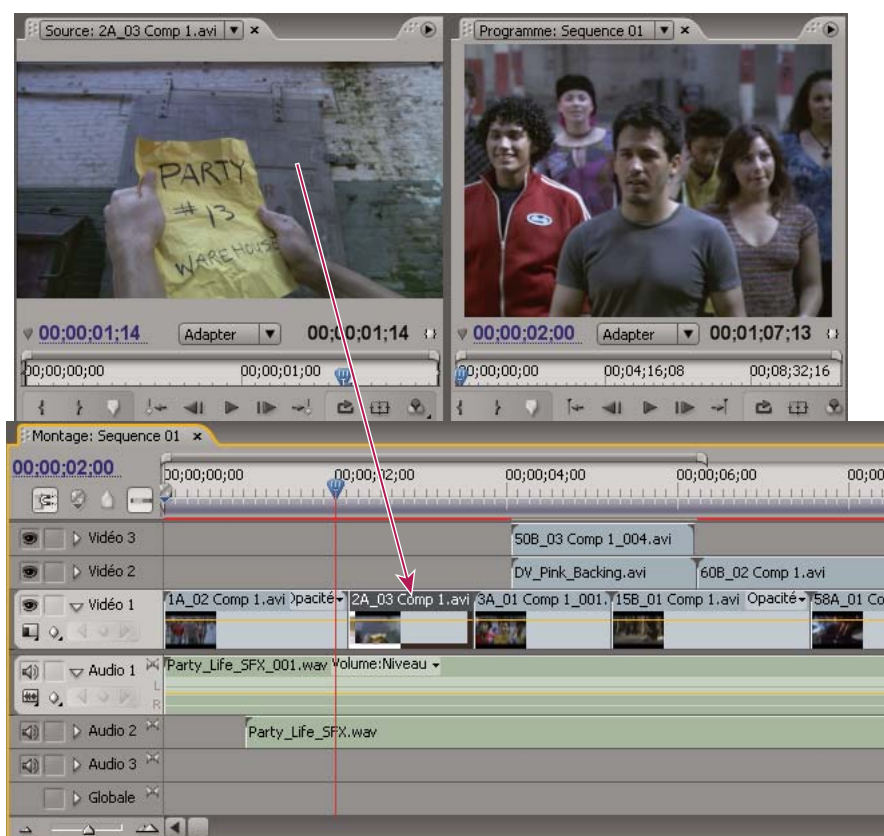 Source: 2A_03 Comp 1.avi
Programme: Sequence 01
PARTY
# 13
WAREHOUSE
00;00;01;14 Adapter 00;00;01;14
00;00;02;00 Adapter 00;01;07;13
00;00;00;00 00;00;01;00
00;00;00;00 00;04;16;08 00;08;32;16
Montage: Sequence 01
00;00;02;00
00;00;00;00 00;00;02;00 00;00;04;00 00;00;06;00 00;00
Vidéo 3 50B_03 Comp 1_004.avi
Vidéo 2 DV_Pink_Backing.avi 60B_02 Comp 1.avi
Vidéo 1 1A_02 Comp 1.avi Opacité 2A_03 Comp 1.avi 3A_01 Comp 1_001. 15B_01 Comp 1.avi Opacité 58A_01 Co
Audio 1 Party_Life_SFX_001.wav Volume:Niveau
L
R
Audio 2 Party_Life_SFX.wav
Audio 3
Globale